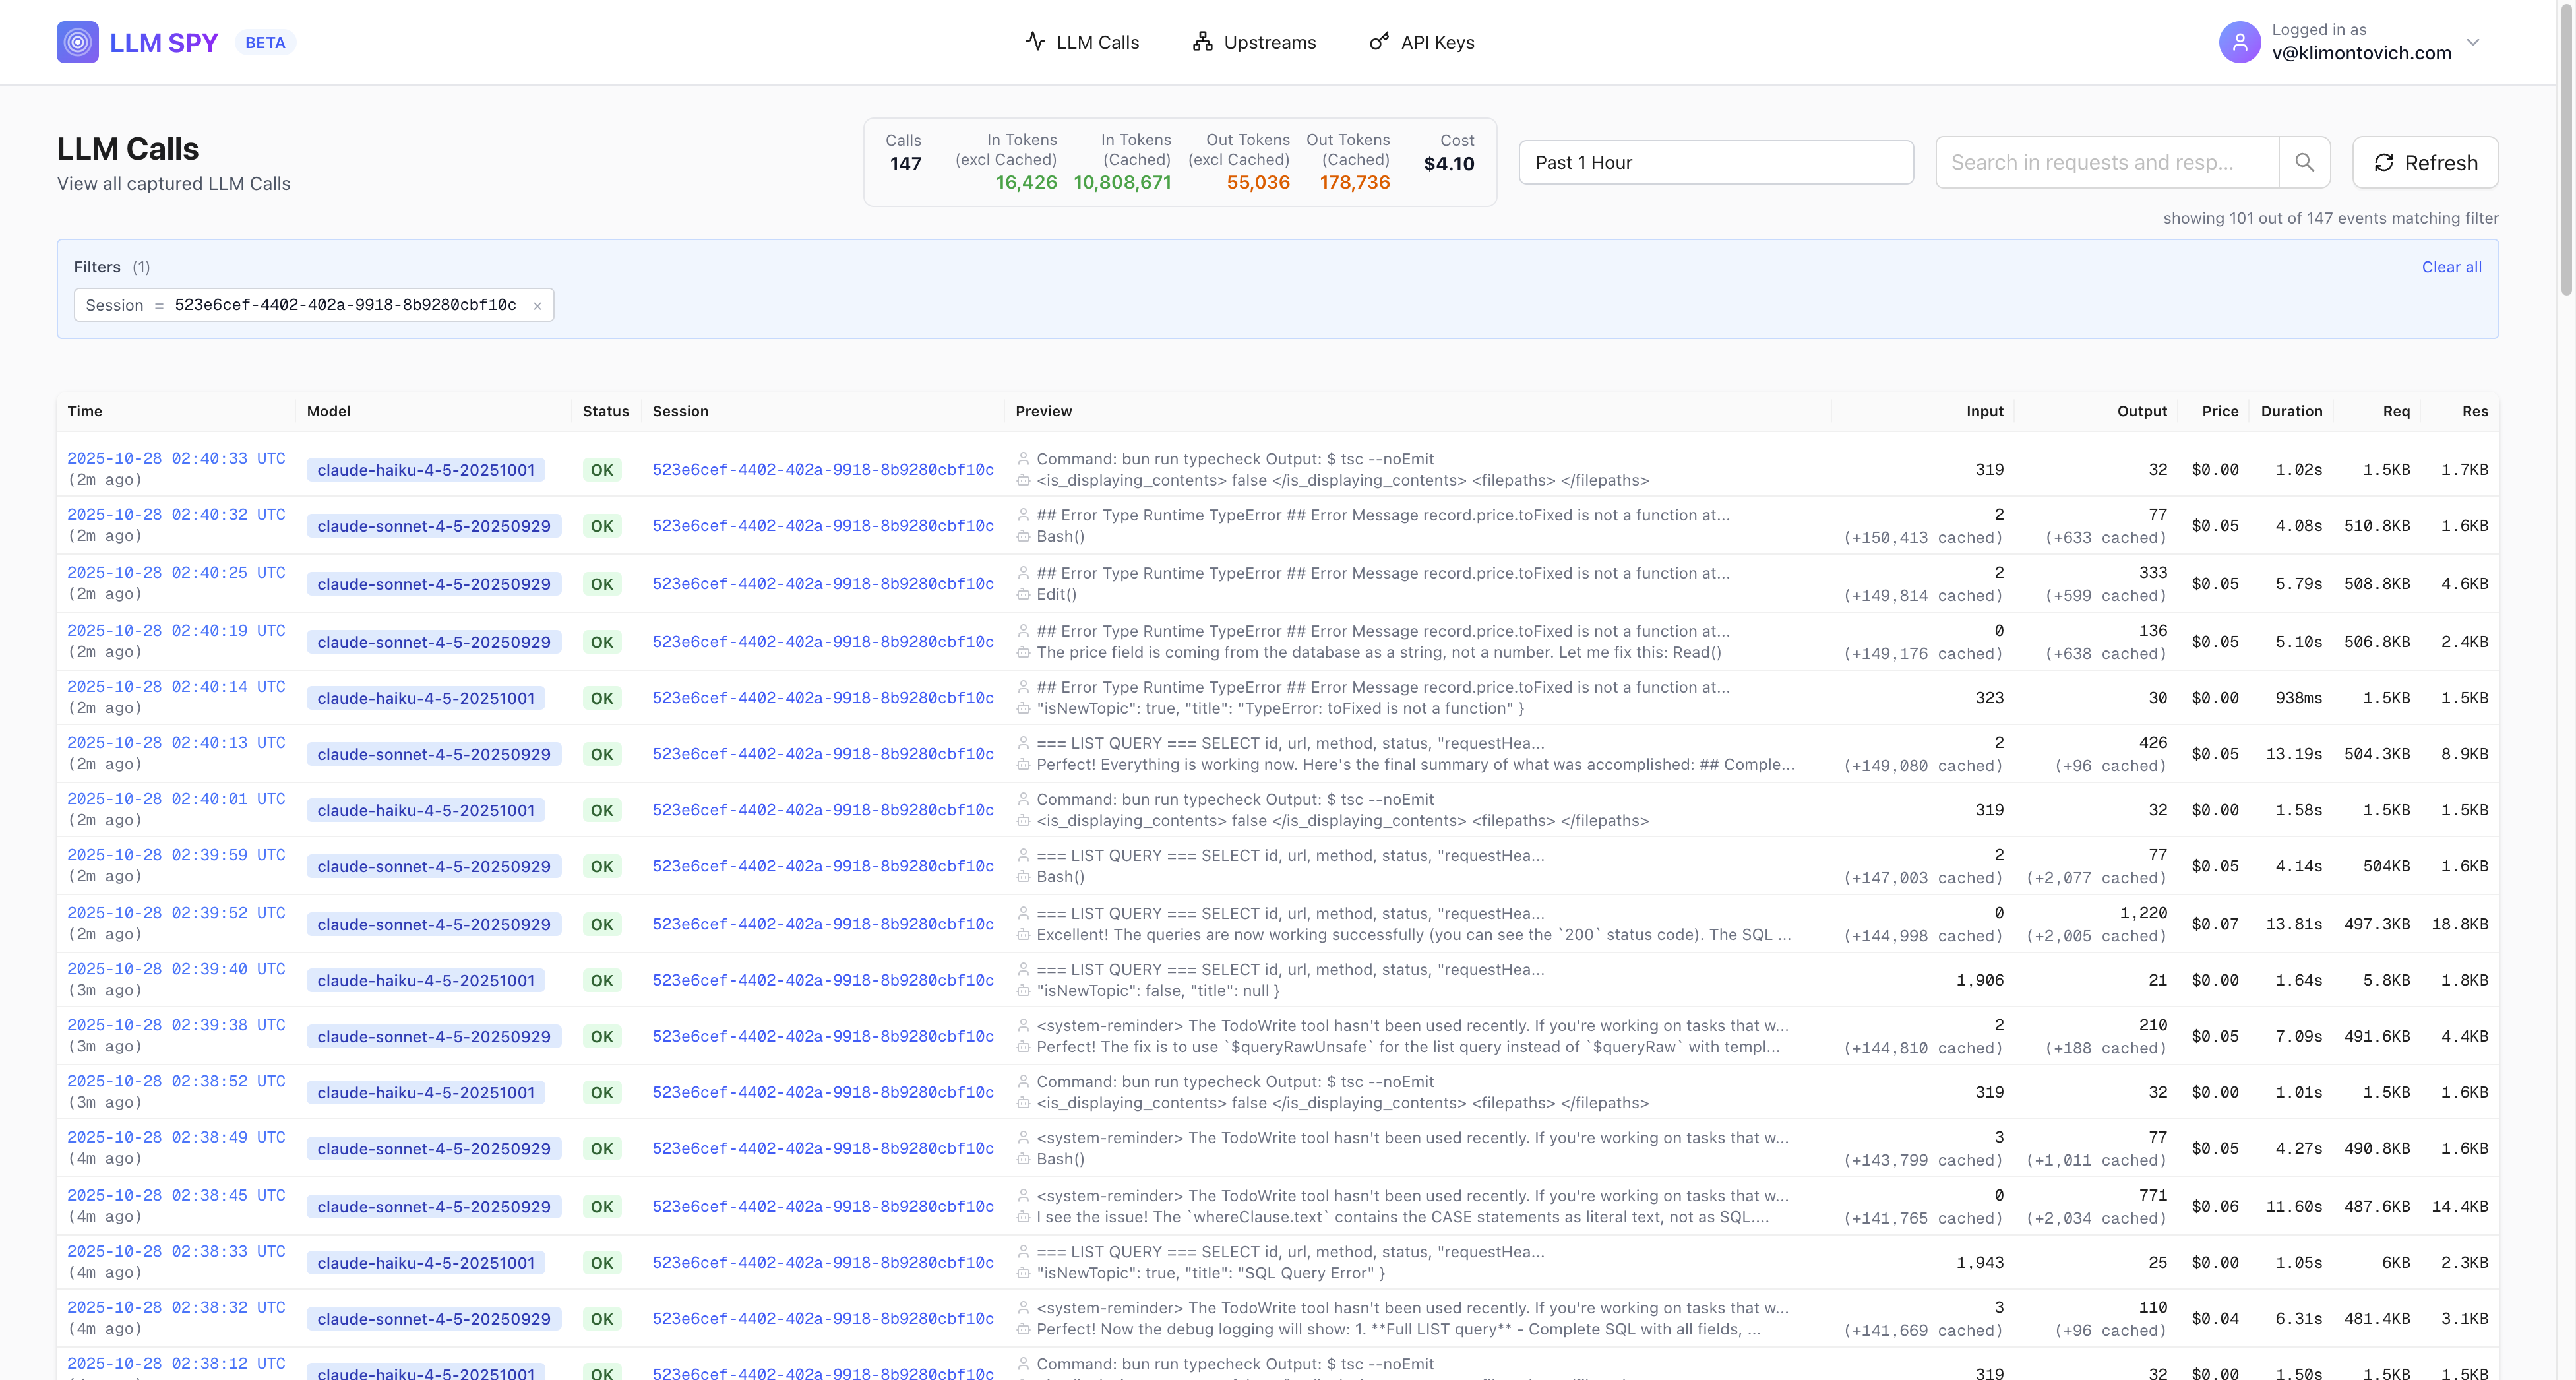 LLM SPY BETA
LLM Calls
Upstreams
API Keys
Logged in as
v@klimontovich.com
LLM Calls
View all captured LLM Calls
Calls
147
In Tokens
(excl Cached)
16,426
In Tokens
(Cached)
10,808,671
Out Tokens
(excl Cached)
55,036
Out Tokens
(Cached)
178,736
Cost
$4.10
Past 1 Hour
Search in requests and resp...
Refresh
showing 101 out of 147 events matching filter
Filters (1)
Clear all
Session = 523e6cef-4402-402a-9918-8b9280cbf10c ×
Time Model Status Session Preview Input Output Price Duration Req Res
2025-10-28 02:40:33 UTC
(2m ago)
claude-haiku-4-5-20251001 OK 523e6cef-4402-402a-9918-8b9280cbf10c
Command: bun run typecheck Output: $ tsc --noEmit
<is_displaying_contents> false </is_displaying_contents> <filepaths> </filepaths>
319 32 $0.00 1.02s 1.5KB 1.7KB
2025-10-28 02:40:32 UTC
(2m ago)
claude-sonnet-4-5-20250929 OK 523e6cef-4402-402a-9918-8b9280cbf10c
## Error Type Runtime TypeError ## Error Message record.price.toFixed is not a function at...
Bash()
2 77 $0.05 4.08s 510.8KB 1.6KB
(+150,413 cached) (+633 cached)
2025-10-28 02:40:25 UTC
(2m ago)
claude-sonnet-4-5-20250929 OK 523e6cef-4402-402a-9918-8b9280cbf10c
## Error Type Runtime TypeError ## Error Message record.price.toFixed is not a function at...
Edit()
2 333 $0.05 5.79s 508.8KB 4.6KB
(+149,814 cached) (+599 cached)
2025-10-28 02:40:19 UTC
(2m ago)
claude-sonnet-4-5-20250929 OK 523e6cef-4402-402a-9918-8b9280cbf10c
## Error Type Runtime TypeError ## Error Message record.price.toFixed is not a function at...
The price field is coming from the database as a string, not a number. Let me fix this: Read()
0 136 $0.05 5.10s 506.8KB 2.4KB
(+149,176 cached) (+638 cached)
2025-10-28 02:40:14 UTC
(2m ago)
claude-haiku-4-5-20251001 OK 523e6cef-4402-402a-9918-8b9280cbf10c
## Error Type Runtime TypeError ## Error Message record.price.toFixed is not a function at...
"isNewTopic": true, "title": "TypeError: toFixed is not a function" }
323 30 $0.00 938ms 1.5KB 1.5KB
2025-10-28 02:40:13 UTC
(2m ago)
claude-sonnet-4-5-20250929 OK 523e6cef-4402-402a-9918-8b9280cbf10c
=== LIST QUERY === SELECT id, url, method, status, "requestHea...
Perfect! Everything is working now. Here's the final summary of what was accomplished: ## Comple...
2 426 $0.05 13.19s 504.3KB 8.9KB
(+149,080 cached) (+96 cached)
2025-10-28 02:40:01 UTC
(2m ago)
claude-haiku-4-5-20251001 OK 523e6cef-4402-402a-9918-8b9280cbf10c
Command: bun run typecheck Output: $ tsc --noEmit
<is_displaying_contents> false </is_displaying_contents> <filepaths> </filepaths>
319 32 $0.00 1.58s 1.5KB 1.5KB
2025-10-28 02:39:59 UTC
(2m ago)
claude-sonnet-4-5-20250929 OK 523e6cef-4402-402a-9918-8b9280cbf10c
=== LIST QUERY === SELECT id, url, method, status, "requestHea...
Bash()
2 77 $0.05 4.14s 504KB 1.6KB
(+147,003 cached) (+2,077 cached)
2025-10-28 02:39:52 UTC
(2m ago)
claude-sonnet-4-5-20250929 OK 523e6cef-4402-402a-9918-8b9280cbf10c
=== LIST QUERY === SELECT id, url, method, status, "requestHea...
Excellent! The queries are now working successfully (you can see the `200` status code). The SQL ...
0 1,220 $0.07 13.81s 497.3KB 18.8KB
(+144,998 cached) (+2,005 cached)
2025-10-28 02:39:40 UTC
(3m ago)
claude-haiku-4-5-20251001 OK 523e6cef-4402-402a-9918-8b9280cbf10c
=== LIST QUERY === SELECT id, url, method, status, "requestHea...
"isNewTopic": false, "title": null }
1,906 21 $0.00 1.64s 5.8KB 1.8KB
2025-10-28 02:39:38 UTC
(3m ago)
claude-sonnet-4-5-20250929 OK 523e6cef-4402-402a-9918-8b9280cbf10c
<system-reminder> The TodoWrite tool hasn't been used recently. If you're working on tasks that w...
Perfect! The fix is to use `$queryRawUnsafe` for the list query instead of `$queryRaw` with templ...
2 210 $0.05 7.09s 491.6KB 4.4KB
(+144,810 cached) (+188 cached)
2025-10-28 02:38:52 UTC
(3m ago)
claude-haiku-4-5-20251001 OK 523e6cef-4402-402a-9918-8b9280cbf10c
Command: bun run typecheck Output: $ tsc --noEmit
<is_displaying_contents> false </is_displaying_contents> <filepaths> </filepaths>
319 32 $0.00 1.01s 1.5KB 1.6KB
2025-10-28 02:38:49 UTC
(4m ago)
claude-sonnet-4-5-20250929 OK 523e6cef-4402-402a-9918-8b9280cbf10c
<system-reminder> The TodoWrite tool hasn't been used recently. If you're working on tasks that w...
Bash()
3 77 $0.05 4.27s 490.8KB 1.6KB
(+143,799 cached) (+1,011 cached)
2025-10-28 02:38:45 UTC
(4m ago)
claude-sonnet-4-5-20250929 OK 523e6cef-4402-402a-9918-8b9280cbf10c
<system-reminder> The TodoWrite tool hasn't been used recently. If you're working on tasks that w...
I see the issue! The `whereClause.text` contains the CASE statements as literal text, not as SQL....
0 771 $0.06 11.60s 487.6KB 14.4KB
(+141,765 cached) (+2,034 cached)
2025-10-28 02:38:33 UTC
(4m ago)
claude-haiku-4-5-20251001 OK 523e6cef-4402-402a-9918-8b9280cbf10c
=== LIST QUERY === SELECT id, url, method, status, "requestHea...
"isNewTopic": true, "title": "SQL Query Error" }
1,943 25 $0.00 1.05s 6KB 2.3KB
2025-10-28 02:38:32 UTC
(4m ago)
claude-sonnet-4-5-20250929 OK 523e6cef-4402-402a-9918-8b9280cbf10c
<system-reminder> The TodoWrite tool hasn't been used recently. If you're working on tasks that w...
Perfect! Now the debug logging will show: 1. **Full LIST query** - Complete SQL with all fields, ...
3 110 $0.04 6.31s 481.4KB 3.1KB
(+141,669 cached) (+96 cached)
2025-10-28 02:38:12 UTC
claude-haiku-4-5-20251001 OK 523e6cef-4402-402a-9918-8b9280cbf10c
Command: bun run typecheck Output: $ tsc --noEmit
319 32 $0.00 1.50s 1.5KB 1.5KB